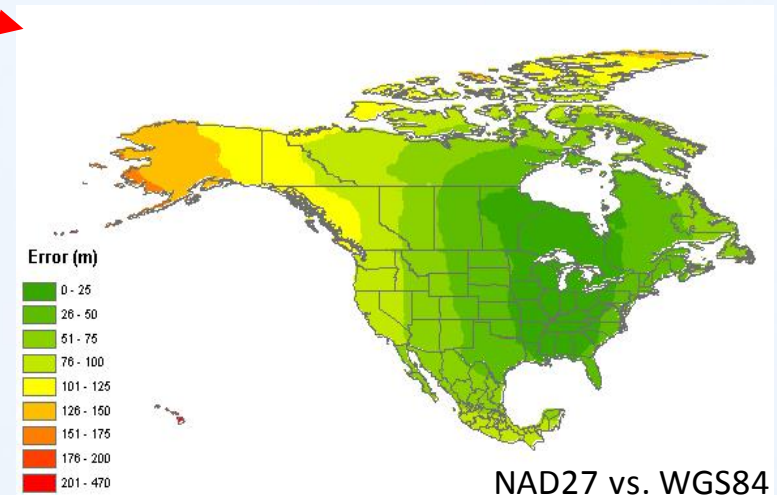 Error (m)
0 - 25
26 - 50
51 - 75
76 - 100
101 - 125
126 - 150
151 - 175
176 - 200
201 - 470
NAD27 vs. WGS84